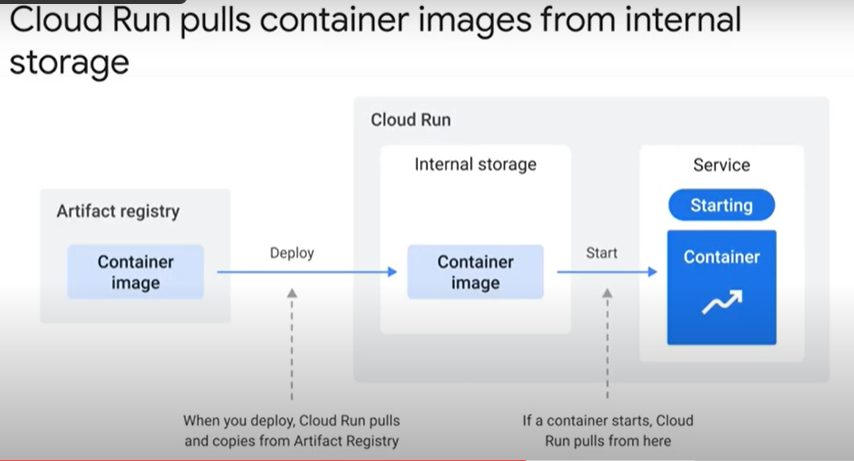 Cloud Run pulls container images from internal
storage
Cloud Run
Internal storage
Service
Starting
Artifact registry
Container
image
Deploy
Container
image
Start
Container
When you deploy, Cloud Run pulls
and copies from Artifact Registry
If a container starts, Cloud
Run pulls from here